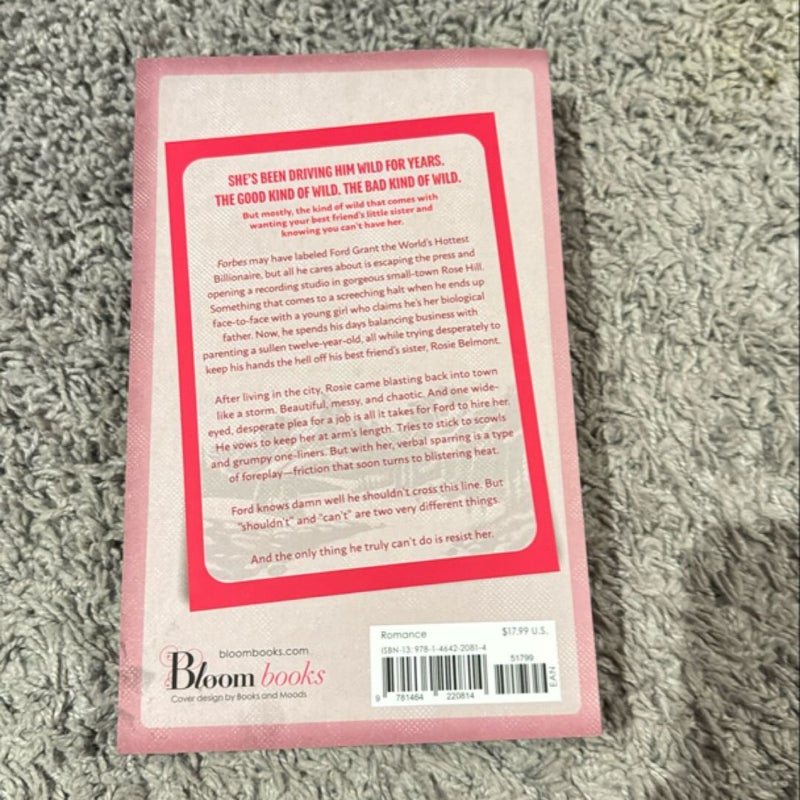 SHE'S BEEN DRIVING HIM WILD FOR YEARS.
THE GOOD KIND OF WILD. THE BAD KIND OF WILD.
But mostly, the kind of wild that comes with
wanting your best friend's little sister and
knowing you can't have her.
Forbes may have labeled Ford Grant the World's Hottest
Billionaire, but all he cares about is escaping the press and
opening a recording studio in gorgeous small-town Rose Hill.
Something that comes to a screeching halt when he ends up
face-to-face with a young girl who claims he's her biological
father. Now, he spends his days balancing business with
parenting a sullen twelve-year-old, all while trying desperately to
keep his hands the hell off his best friend's sister, Rosie Belmont.
After living in the city, Rosie came blasting back into town
like a storm. Beautiful, messy, and chaotic. And one wide-
eyed, desperate plea for a job is all it takes for Ford to hire her.
He vows to keep her at arm's length. Tries to stick to scowls
and grumpy one-liners. But with her, verbal sparring is a type
of foreplay—friction that soon turns to blistering heat.
Ford knows damn well he shouldn't cross this line. But
"shouldn't" and "can't" are two very different things.
And the only thing he truly can't do is resist her.
bloombooks.com
Bloom books
Cover design by Books and Moods
Romance $17.99 U.S.
ISBN-13: 978-1-4642-2081-4
51799
EAN
9 781464 220814